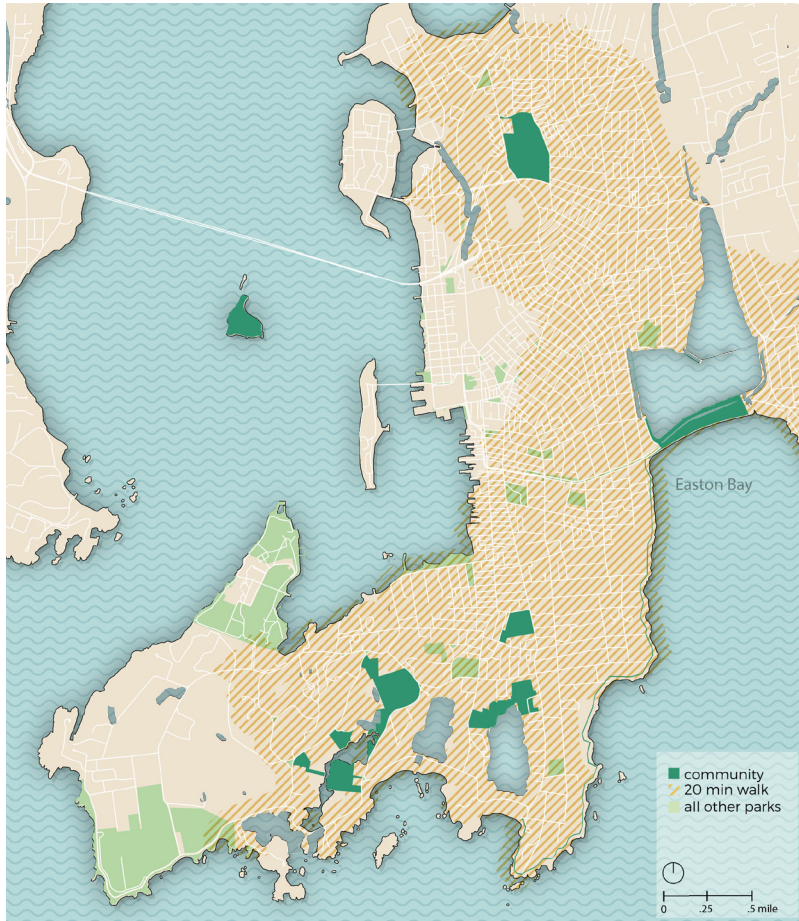 Easton Bay
community
20 min walk
all other parks
0 .25 .5 mile